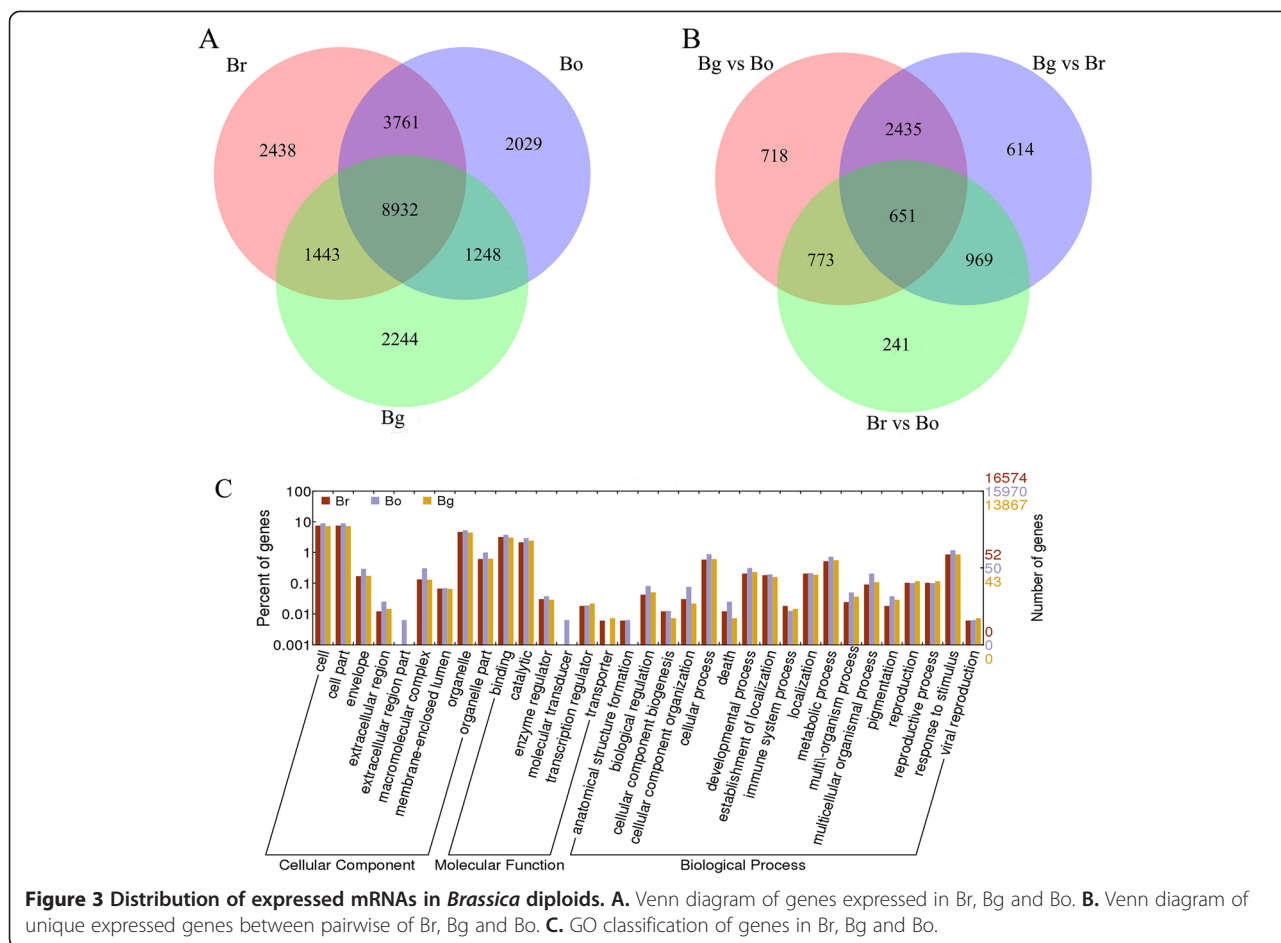 A
Br
Bo
3761
2438
2029
8932
1443
1248
2244
Bg
B
Bg vs Bo
Bg vs Br
2435
718
614
651
773
969
241
Br vs Bo
C
Br
Bo
Bg
Percent of genes
100
10
1
0.1
0.01
0.001
16574
15970
13867
52
50
43
0
0
0
Number of genes
cell
cell part
envelope
extracellular region
extracellular region part
macromolecular complex
membrane-enclosed lumen
organelle
organelle part
binding
catalytic
enzyme regulator
molecular transducer
transcription regulator
transporter
anatomical structure formation
biological regulation
cellular component biogenesis
cellular component organization
cellular process
death
developmental process
establishment of localization
immune system process
localization
metabolic process
multi\-organism process
multicellular organismal process
pigmentation
reproduction
reproductive process
response to stimulus
viral reproduction
Cellular Component
Molecular Function
Biological Process
Figure 3 Distribution of expressed mRNAs in Brassica diploids. A. Venn diagram of genes expressed in Br, Bg and Bo. B. Venn diagram of
unique expressed genes between pairwise of Br, Bg and Bo. C. GO classification of genes in Br, Bg and Bo.